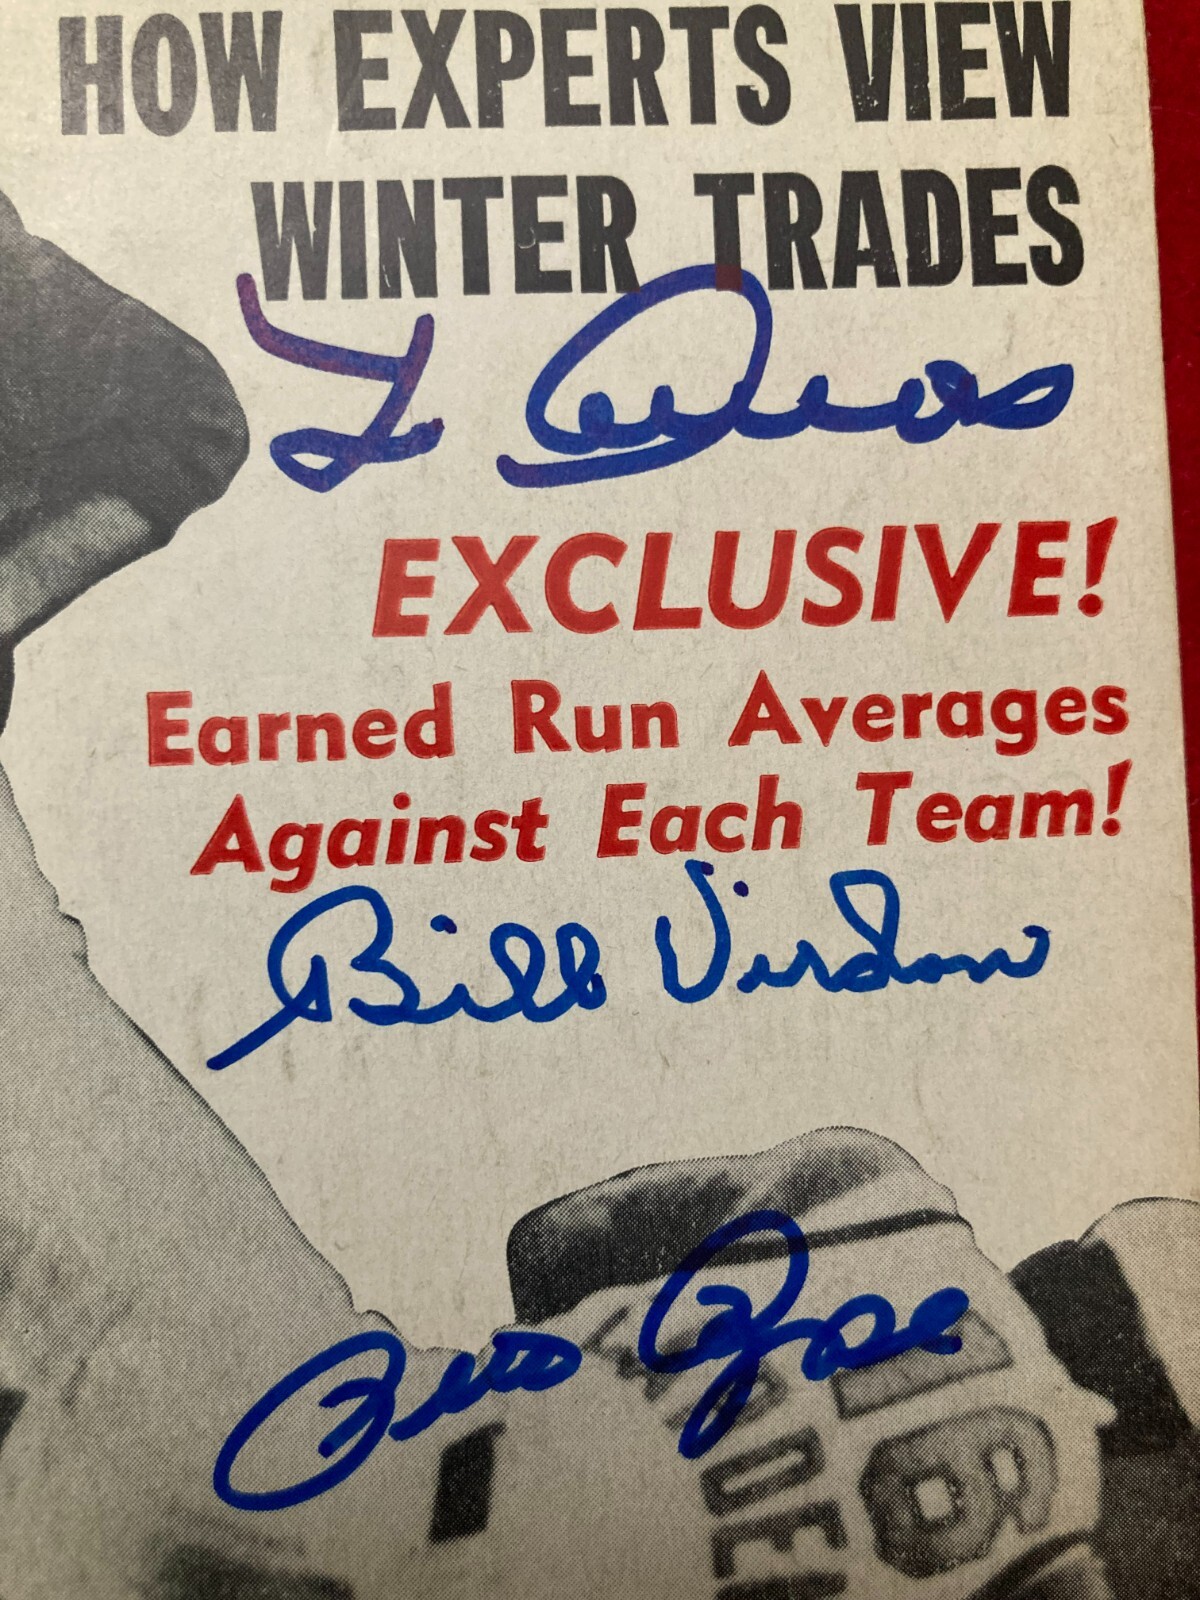 HOW EXPERTS VIEW
WINTER TRADES
EXCLUSIVE!
Earned Run Averages
Against Each Team!
Bill Virdon
Pete Rose